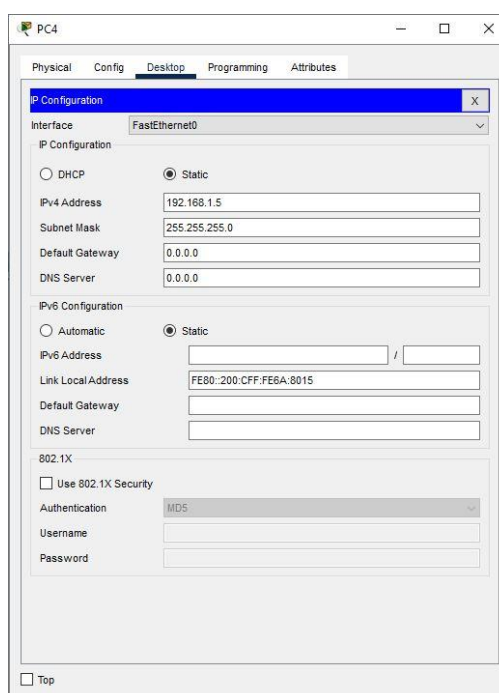 PC4
Physical Config Desktop Programming Attributes
IP Configuration X
Interface FastEthernet0
IP Configuration
DHCP Static
IPv4 Address 192.168.1.5
Subnet Mask 255.255.255.0
Default Gateway 0.0.0.0
DNS Server 0.0.0.0
IPv6 Configuration
Automatic Static
IPv6 Address /
Link Local Address FE80::200:CFF:FE6A:8015
Default Gateway
DNS Server
802.1X
Use 802.1X Security
Authentication MD5
Username
Password
Top